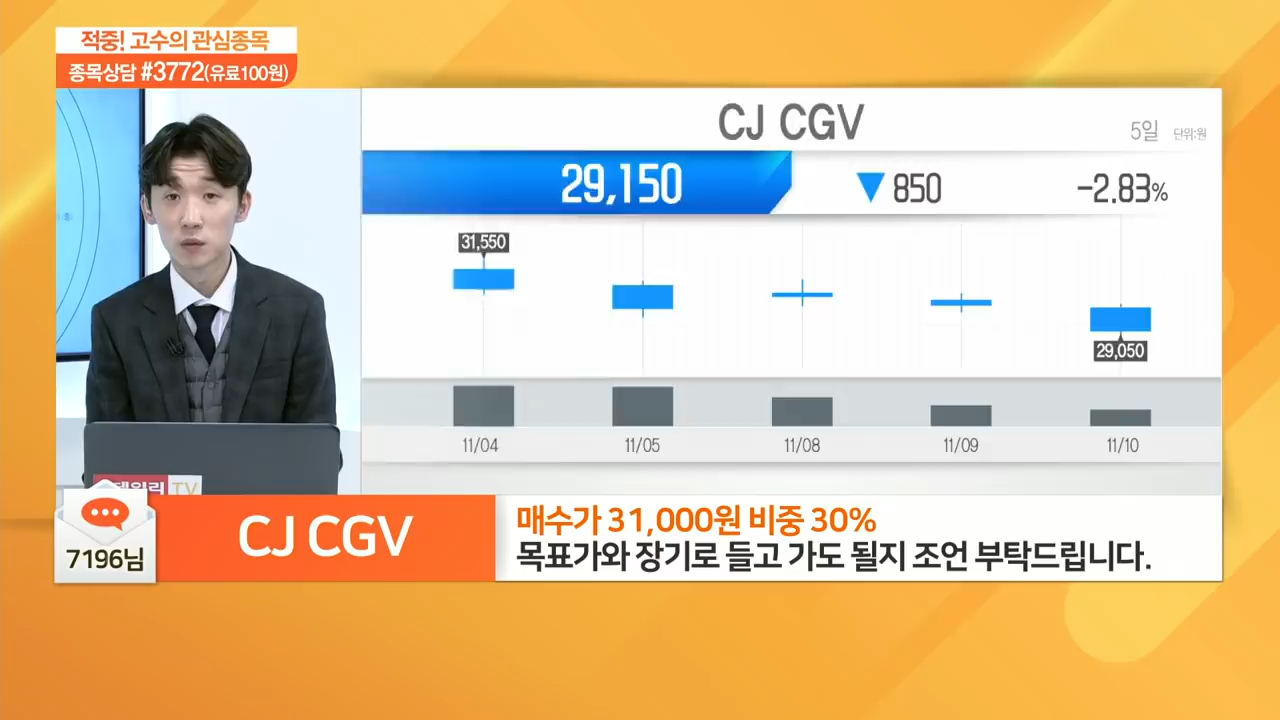 적중! 고수의 관심종목
종목상담 #3772(유료100원)
CJ CGV
5일 단위:원
29,150 ▼ 850 -2.83%
31,550
29,050
11/04 11/05 11/08 11/09 11/10
TV
7196님
CJ CGV
매수가 31,000원 비중 30%
목표가와 장기로 들고 가도 될지 조언 부탁드립니다.